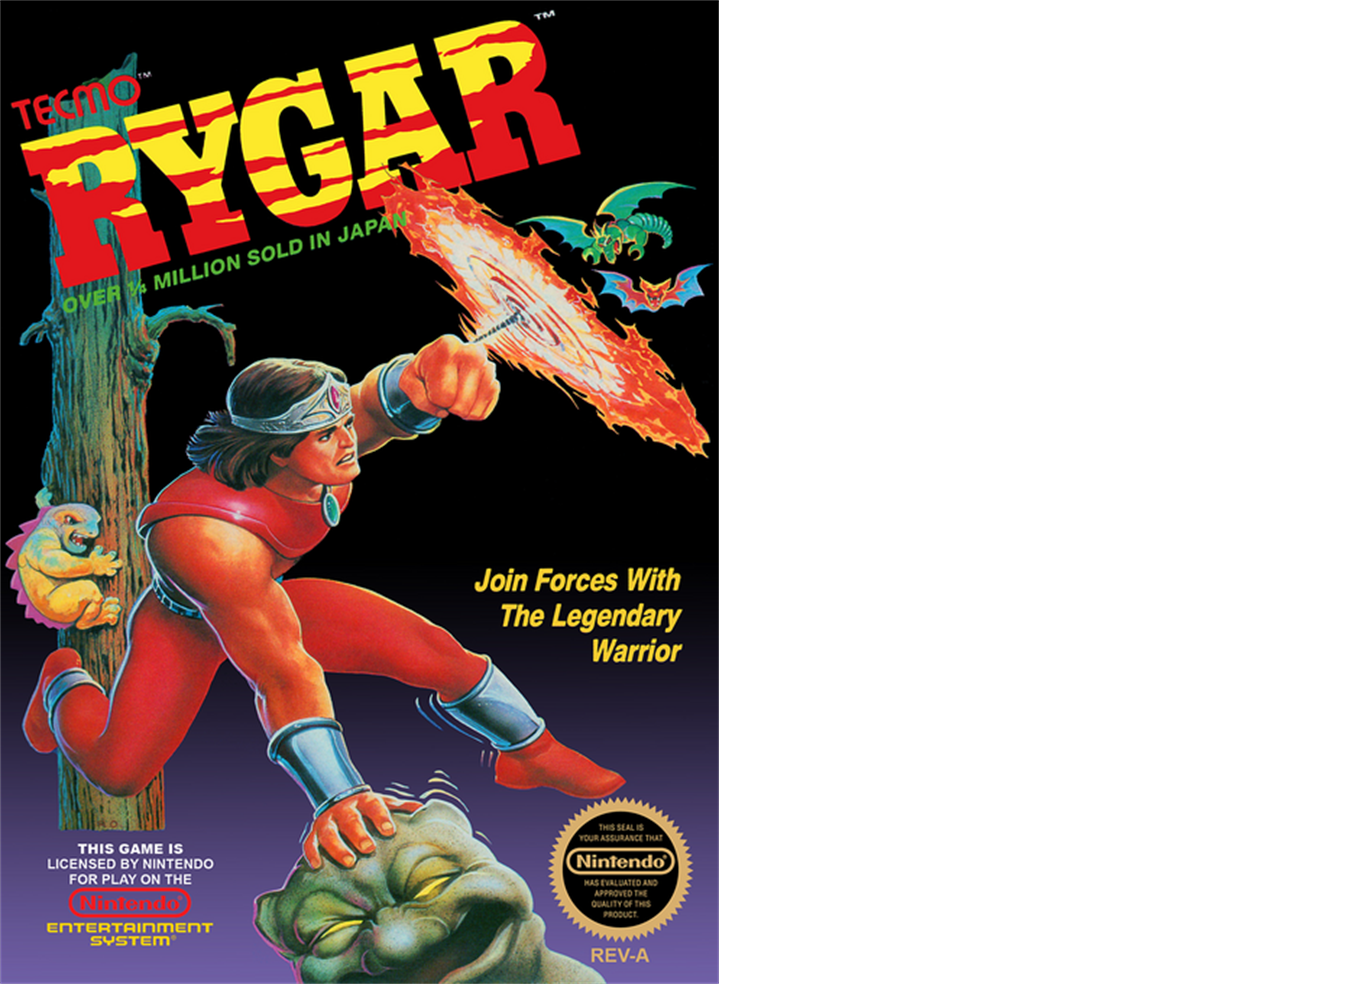 TECMO™
RYGAR™
OVER ¼ MILLION SOLD IN JAPAN
Join Forces With
The Legendary
Warrior
THIS GAME IS
LICENSED BY NINTENDO
FOR PLAY ON THE
Nintendo®
ENTERTAINMENT
SYSTEM®
THIS SEAL IS
YOUR ASSURANCE THAT
Nintendo®
HAS EVALUATED AND
APPROVED THE
QUALITY OF THIS
PRODUCT.
REV-A